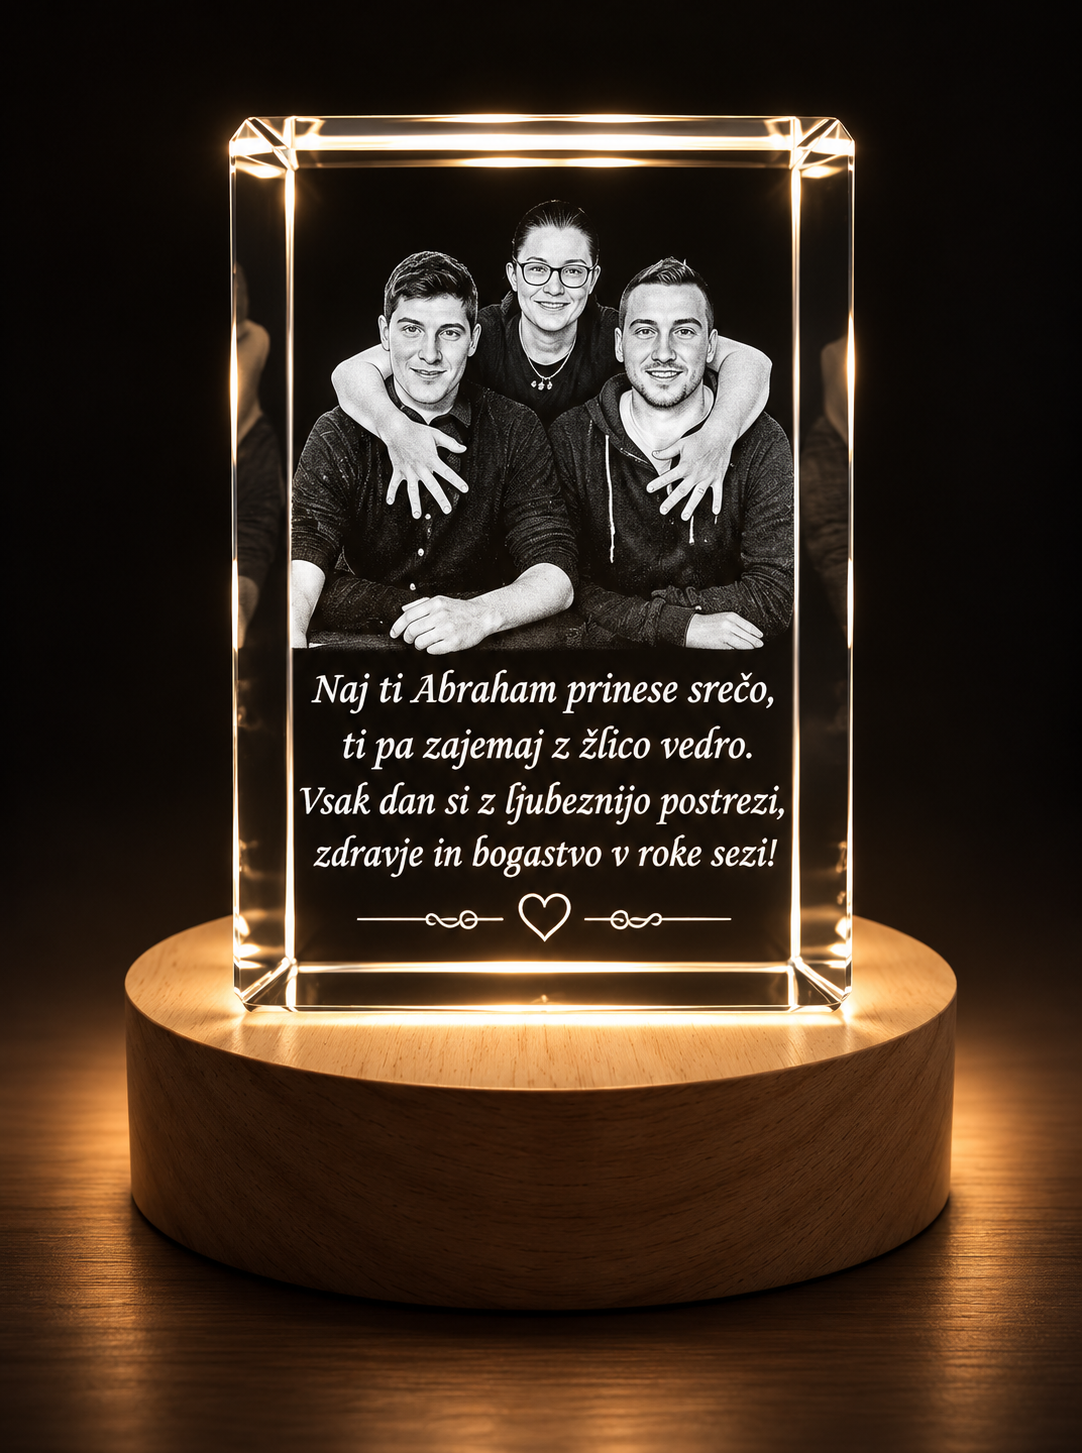 Naj ti Abraham prinese srečo,
ti pa zajemaj z žlico vedro.
Vsak dan si z ljubeznijo postrezi,
zdravje in bogastvo v roke sezi!